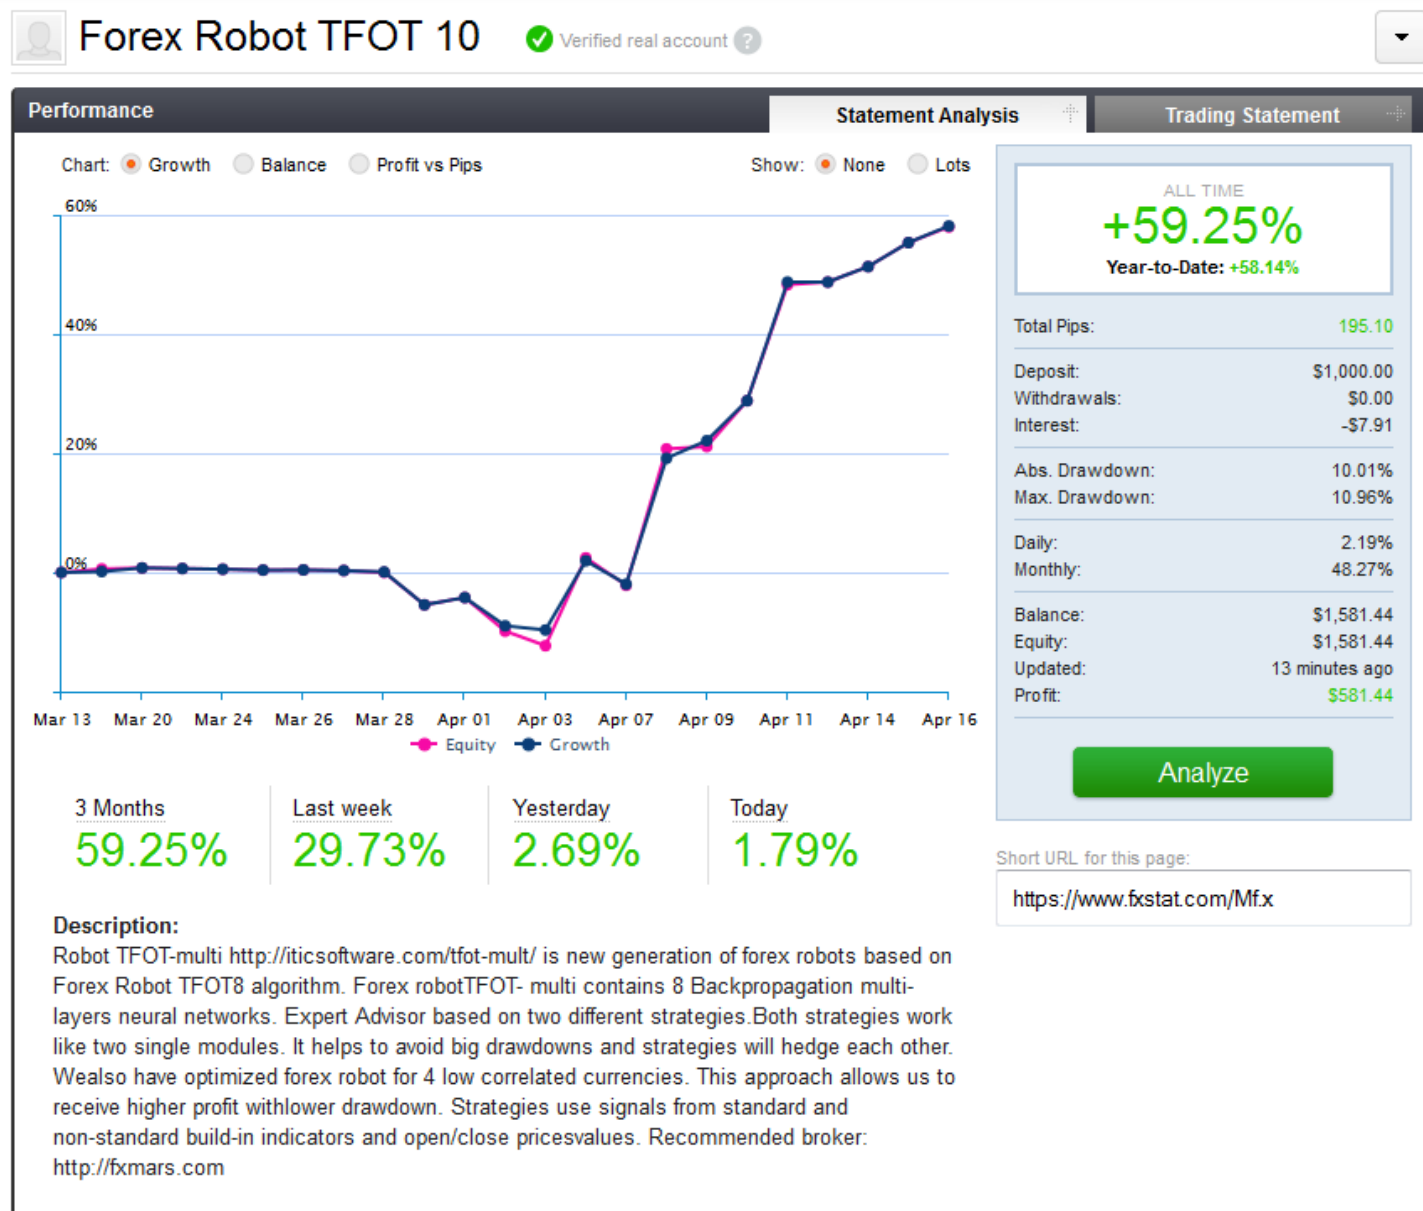 Forex Robot TFOT 10
Verified real account ?
Performance
Statement Analysis
Trading Statement
Chart: Growth Balance Profit vs Pips
Show: None Lots
60%
40%
20%
0%
Mar 13 Mar 20 Mar 24 Mar 26 Mar 28 Apr 01 Apr 03 Apr 07 Apr 09 Apr 11 Apr 14 Apr 16
Equity Growth
3 Months
59.25%
Last week
29.73%
Yesterday
2.69%
Today
1.79%
Description:
Robot TFOT-multi http://iticsoftware.com/tfot-mult/ is new generation of forex robots based on
Forex Robot TFOT8 algorithm. Forex robotTFOT- multi contains 8 Backpropagation multi-
layers neural networks. Expert Advisor based on two different strategies.Both strategies work
like two single modules. It helps to avoid big drawdowns and strategies will hedge each other.
Wealso have optimized forex robot for 4 low correlated currencies. This approach allows us to
receive higher profit withlower drawdown. Strategies use signals from standard and
non-standard build-in indicators and open/close pricesvalues. Recommended broker:
http://fxmars.com
ALL TIME
+59.25%
Year-to-Date: +58.14%
Total Pips: 195.10
Deposit: $1,000.00
Withdrawals: $0.00
Interest: -$7.91
Abs. Drawdown: 10.01%
Max. Drawdown: 10.96%
Daily: 2.19%
Monthly: 48.27%
Balance: $1,581.44
Equity: $1,581.44
Updated: 13 minutes ago
Profit: $581.44
Analyze
Short URL for this page:
https://www.fxstat.com/Mf.x